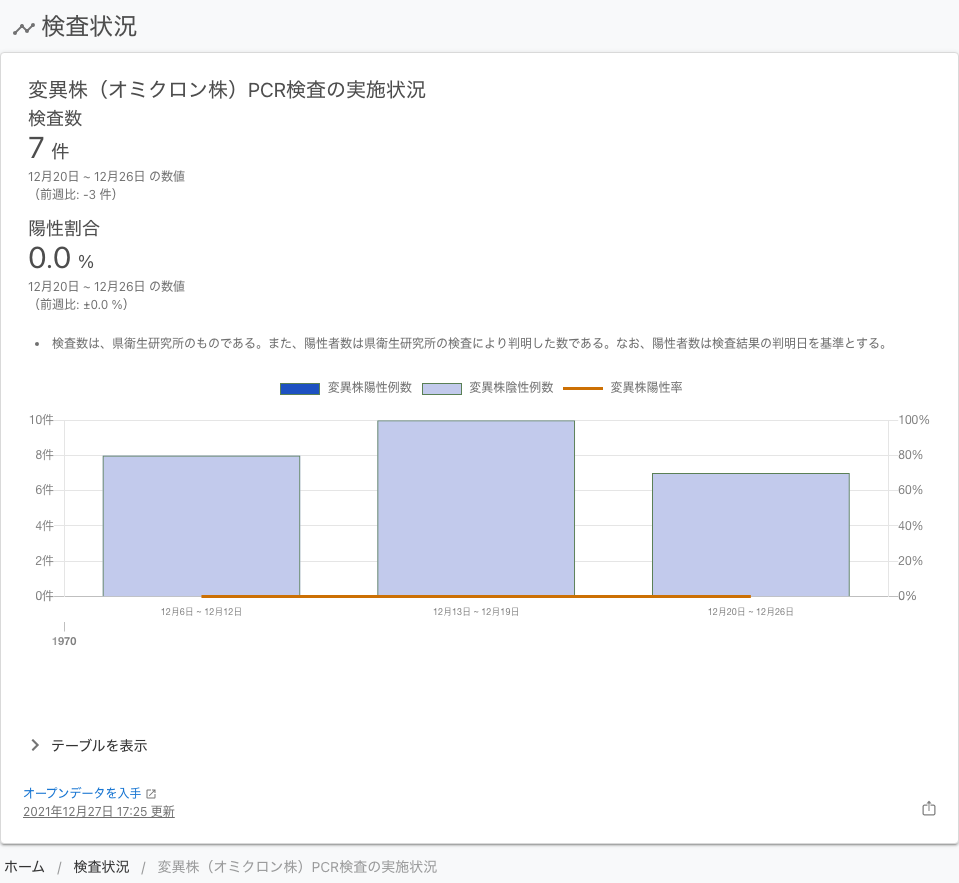 検査状況
変異株（オミクロン株）PCR検査の実施状況
検査数
7 件
12月20日 ~ 12月26日 の数値
（前週比: -3 件）
陽性割合
0.0 %
12月20日 ~ 12月26日 の数値
（前週比: ±0.0 %）
• 検査数は、県衛生研究所のものである。また、陽性者数は県衛生研究所の検査により判明した数である。なお、陽性者数は検査結果の判明日を基準とする。
変異株陽性例数 変異株陰性例数 変異株陽性率
10件 100%
8件 80%
6件 60%
4件 40%
2件 20%
0件 0%
12月6日 ~ 12月12日 12月13日 ~ 12月19日 12月20日 ~ 12月26日
1970
テーブルを表示
オープンデータを入手
2021年12月27日 17:25 更新
ホーム / 検査状況 / 変異株（オミクロン株）PCR検査の実施状況